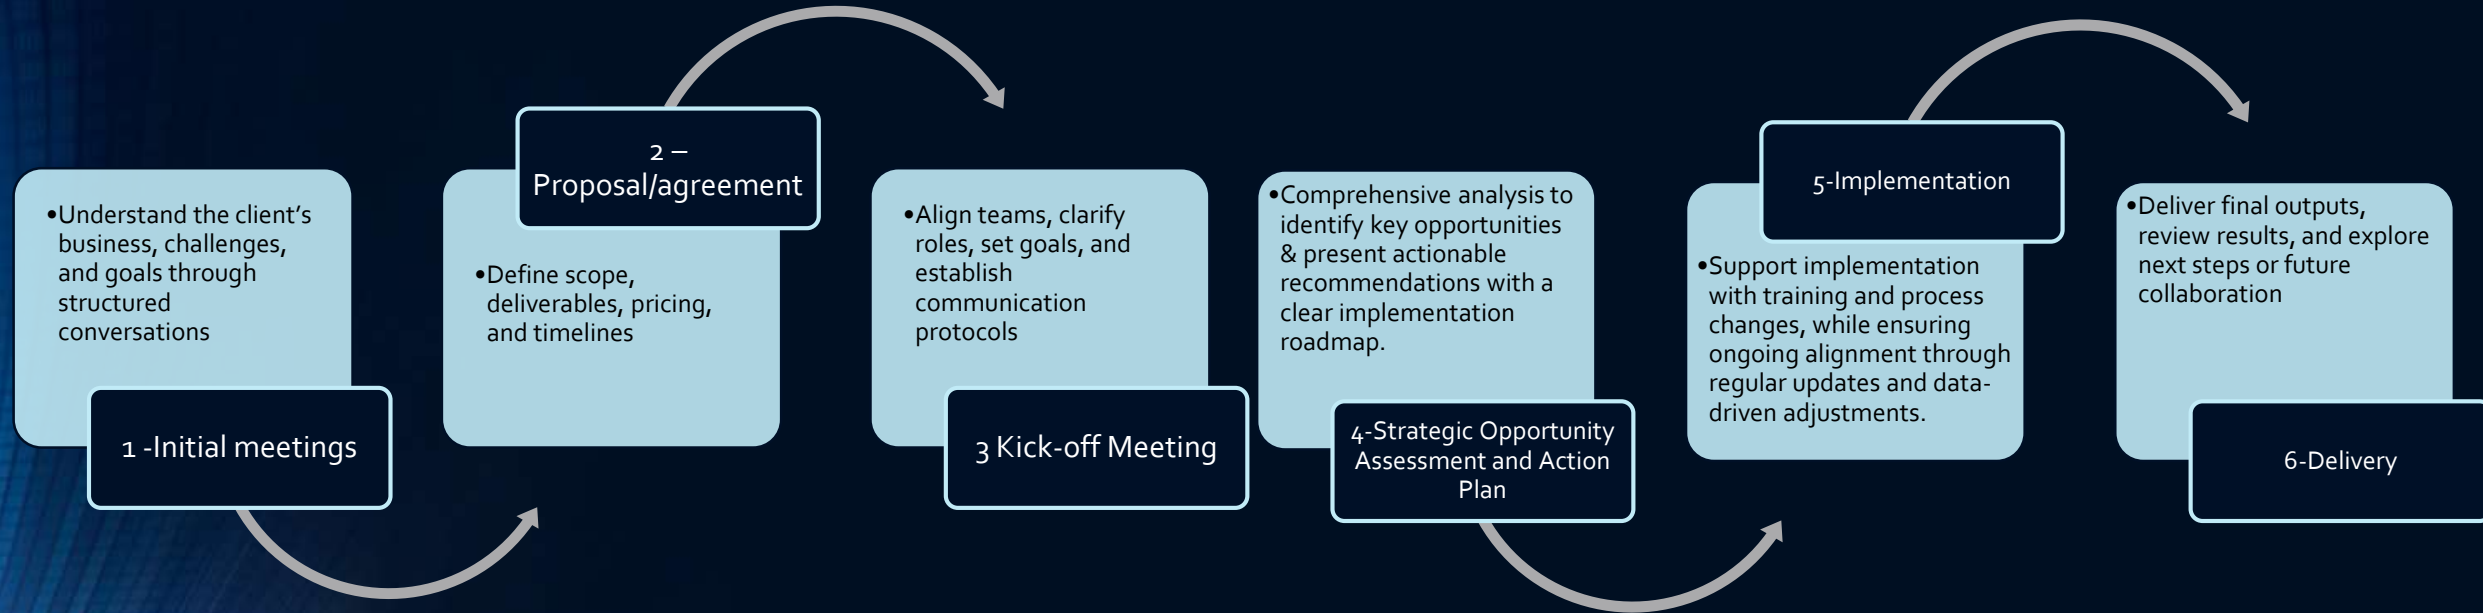 •Understand the client’s
business, challenges,
and goals through
structured
conversations
1 -Initial meetings
2 –
Proposal/agreement
•Define scope,
deliverables, pricing,
and timelines
•Align teams, clarify
roles, set goals, and
establish
communication
protocols
3 Kick-off Meeting
•Comprehensive analysis to
identify key opportunities
& present actionable
recommendations with a
clear implementation
roadmap.
4-Strategic Opportunity
Assessment and Action
Plan
5-Implementation
•Support implementation
with training and process
changes, while ensuring
ongoing alignment through
regular updates and data-
driven adjustments.
•Deliver final outputs,
review results, and explore
next steps or future
collaboration
6-Delivery